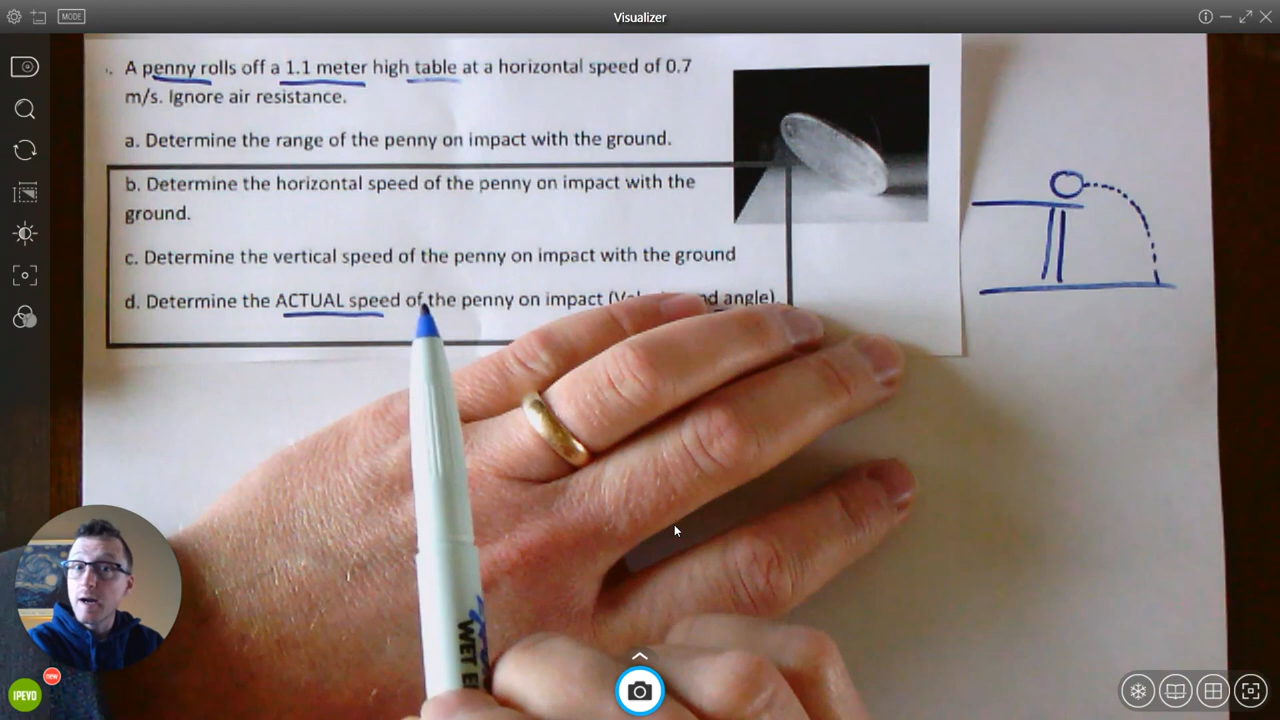 Visualizer
MODE
A penny rolls off a 1.1 meter high table at a horizontal speed of 0.7
m/s. Ignore air resistance.
a. Determine the range of the penny on impact with the ground.
b. Determine the horizontal speed of the penny on impact with the
ground.
c. Determine the vertical speed of the penny on impact with the ground
d. Determine the ACTUAL speed of the penny on impact angle).
WET
IPEVO
new